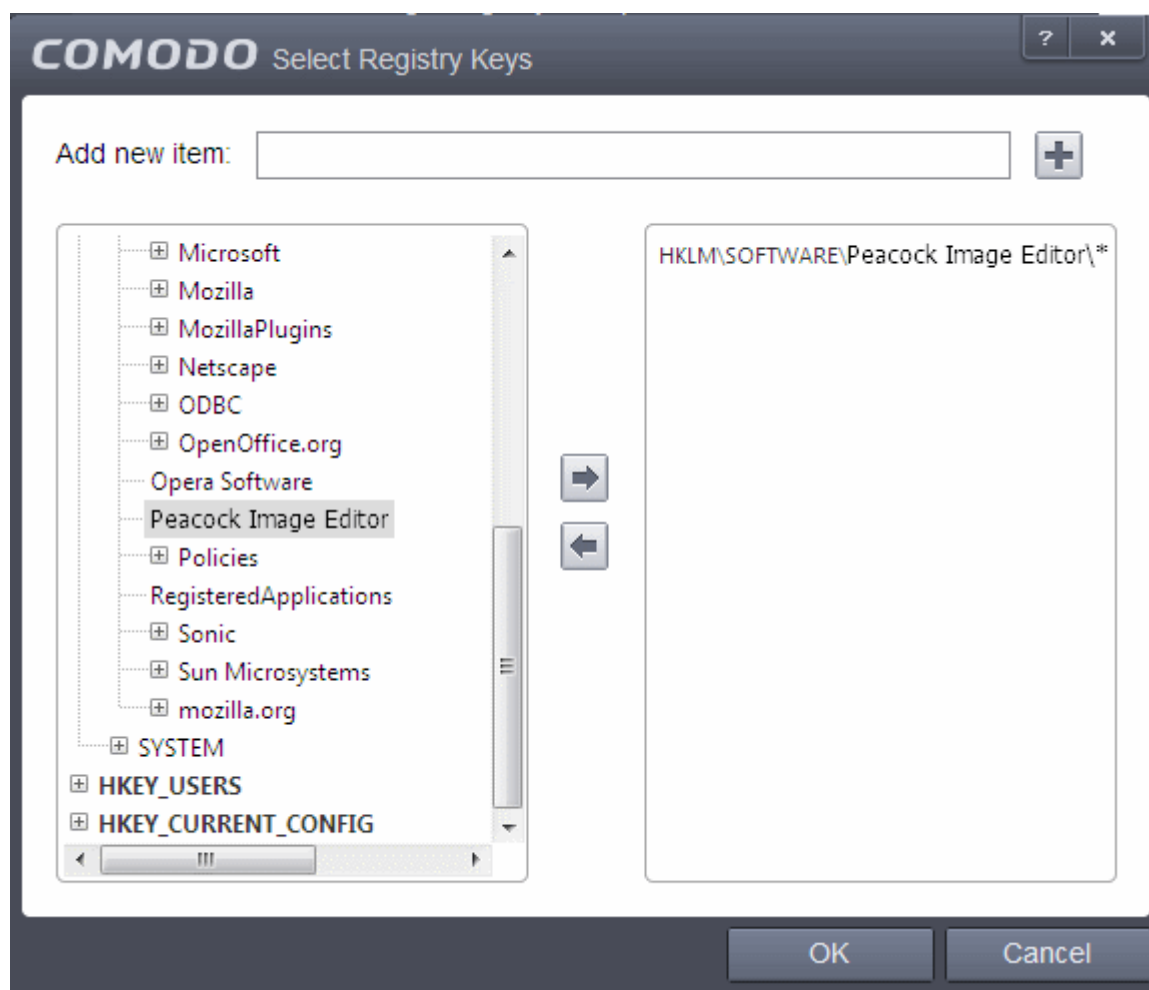 COMODO Select Registry Keys
? x
Add new item:
Microsoft
Mozilla
MozillaPlugins
Netscape
ODBC
OpenOffice.org
Opera Software
Peacock Image Editor
Policies
RegisteredApplications
Sonic
Sun Microsystems
mozilla.org
SYSTEM
HKEY_USERS
HKEY_CURRENT_CONFIG
HKLM\SOFTWARE\Peacock Image Editor\*
OK Cancel